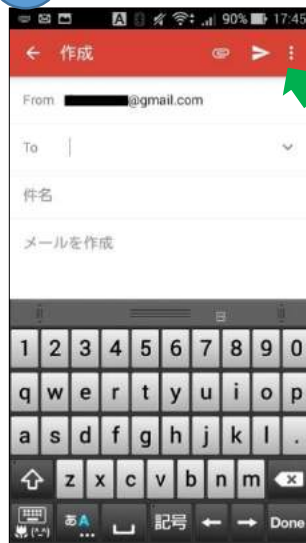 A 90% 17:45
作成
From @gmail.com
To
件名
メールを作成
1 2 3 4 5 6 7 8 9 0
q w e r t y u i o p
a s d f g h j k l .
z x c v b n m
(^_^) あA 記号 Done